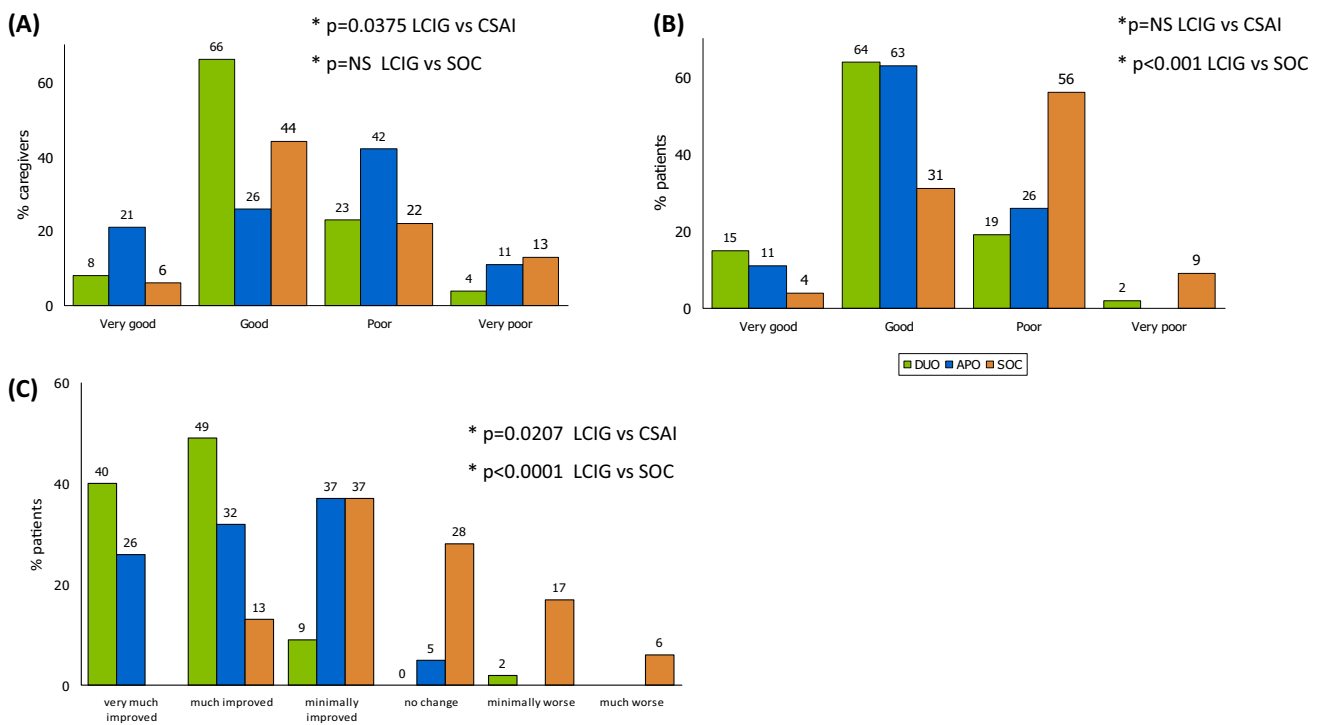 (A)
* p=0.0375 LCIG vs CSAI
* p=NS LCIG vs SOC
% caregivers
60
40
20
0
8
21
6
66
26
44
23
42
22
4
11
13
Very good
Good
Poor
Very poor
(B)
*p=NS LCIG vs CSAI
* p<0.001 LCIG vs SOC
% patients
60
40
20
0
15
11
4
64
63
31
19
26
56
2
9
Very good
Good
Poor
Very poor
DUO APO SOC
(C)
* p=0.0207 LCIG vs CSAI
* p<0.0001 LCIG vs SOC
% patients
60
40
20
0
40
26
49
32
13
9
37
37
0
5
28
2
17
6
very much
improved
much improved
minimally
improved
no change
minimally worse
much worse